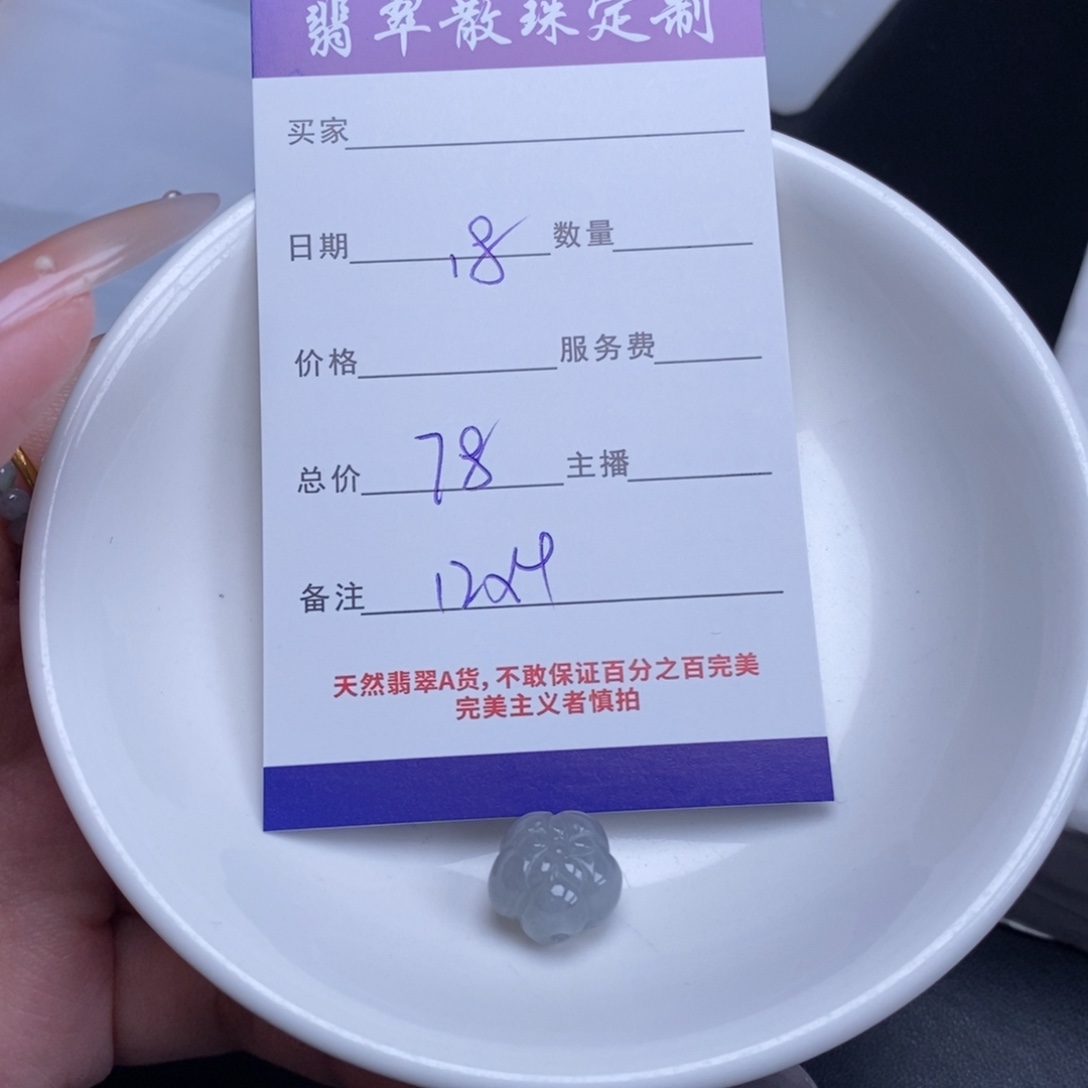 翡翠散珠定制
买家
日期 .18 数量
价格 服务费
总价 78 主播
备注 1204
天然翡翠A货,不敢保证百分之百完美
完美主义者慎拍